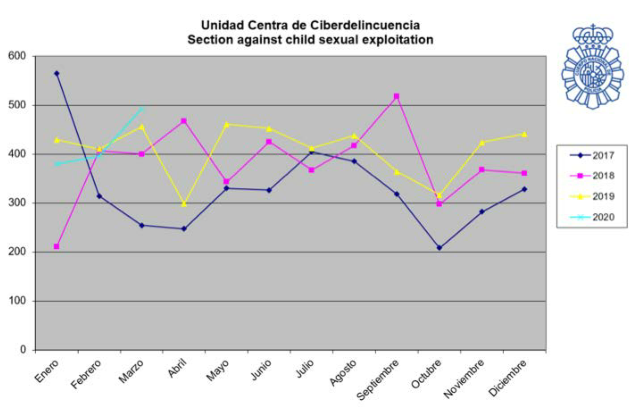 Unidad Centra de Ciberdelincuencia
Section against child sexual exploitation
600
500
400
300
200
100
0
Enero
Febrero
Marzo
Abril
Mayo
Junio
Julio
Agosto
Septiembre
Octubre
Noviembre
Diciembre
2017
2018
2019
2020